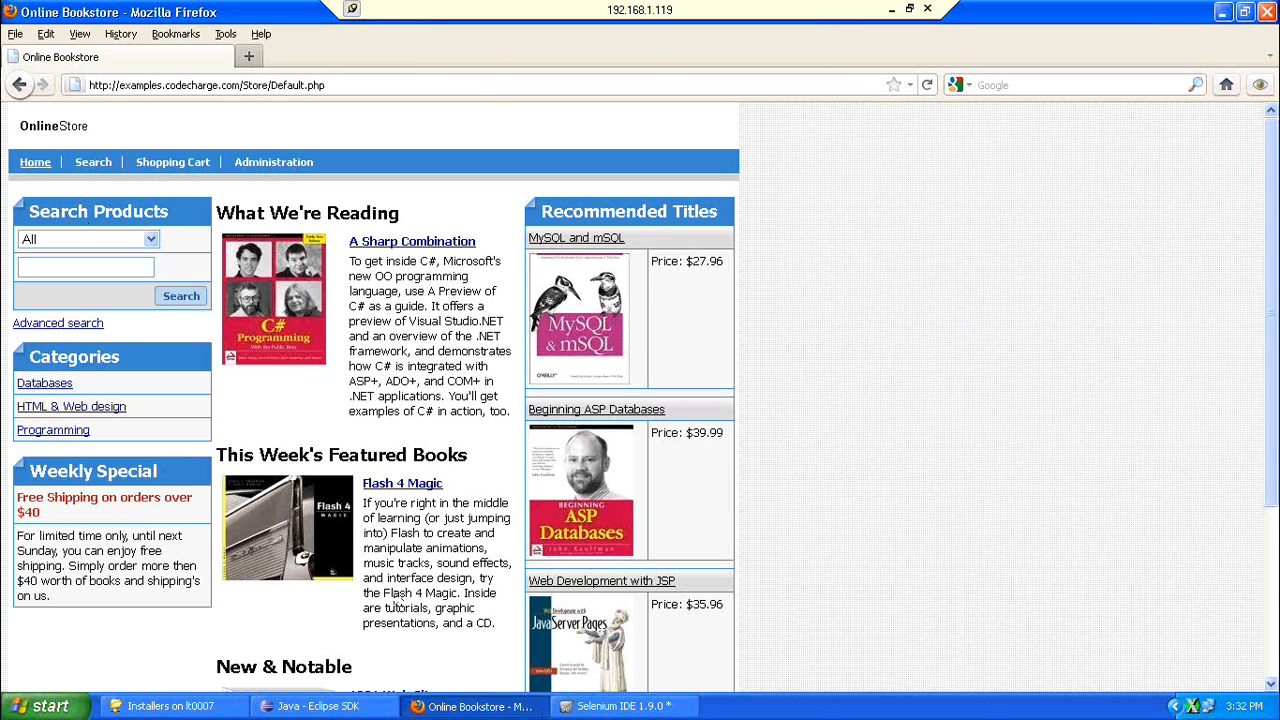 Online Bookstore - Mozilla Firefox
192.168.1.119
File Edit View History Bookmarks Tools Help
Online Bookstore
http://examples.codecharge.com/Store/Default.php
Google
OnlineStore
Home | Search | Shopping Cart | Administration
Search Products
All
Search
Advanced search
Categories
Databases
HTML & Web design
Programming
Weekly Special
Free Shipping on orders over
$40
For limited time only, until next
Sunday, you can enjoy free
shipping. Simply order more then
$40 worth of books and shipping's
on us.
What We're Reading
C#
Programming
A Sharp Combination
To get inside C#, Microsoft's
new OO programming
language, use A Preview of
C# as a guide. It offers a
preview of Visual Studio.NET
and an overview of the .NET
framework, and demonstrates
how C# is integrated with
ASP+, ADO+, and COM+ in
.NET applications. You'll get
examples of C# in action, too.
This Week's Featured Books
Flash 4
MAGIC
Flash 4 Magic
If you're right in the middle
of learning (or just jumping
into) Flash to create and
manipulate animations,
music tracks, sound effects,
and interface design, try
the Flash 4 Magic. Inside
are tutorials, graphic
presentations, and a CD.
New & Notable
Recommended Titles
MySQL and mSQL
Price: $27.96
MySQL
& mSQL
O'REILLY
Beginning ASP Databases
Price: $39.99
BEGINNING
ASP
Databases
John Kauffman
Web Development with JSP
Price: $35.96
Web Development with
JavaServer Pages
start
Installers on lt0007
Java - Eclipse SDK
Online Bookstore - M...
Selenium IDE 1.9.0 *
3:32 PM